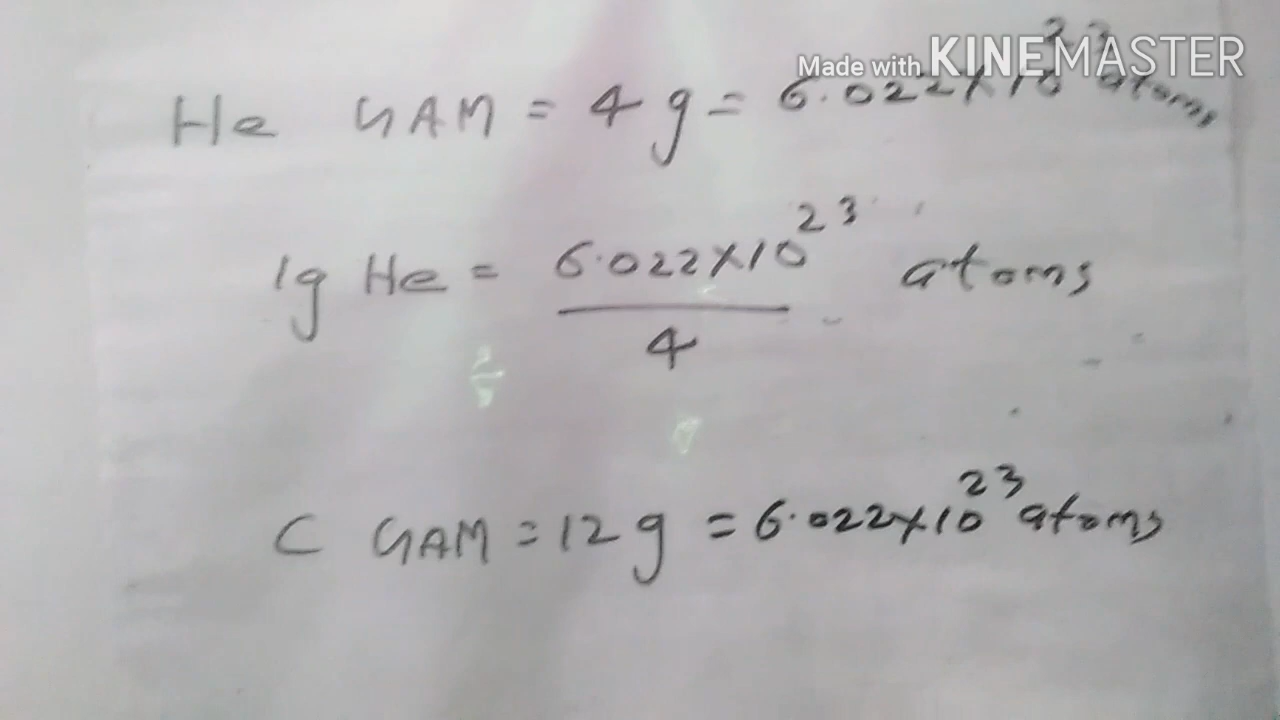 Made with KINEMASTER
He GAM = 4 g = 6.022×10²³ atoms
1g He = 6.022×10²³ atoms
4
C GAM = 12 g = 6.022×10²³ atoms